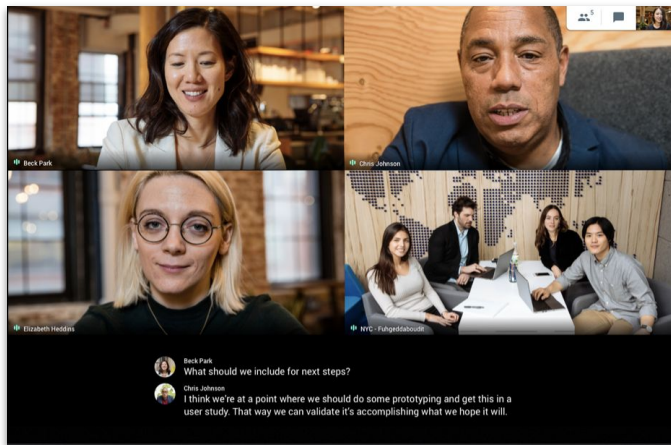 5
Beck Park
Chris Johnson
Elizabeth Heddins
NYC - Fuhgeddaboudit
Beck Park
What should we include for next steps?
Chris Johnson
I think we're at a point where we should do some prototyping and get this in a
user study. That way we can validate it's accomplishing what we hope it will.